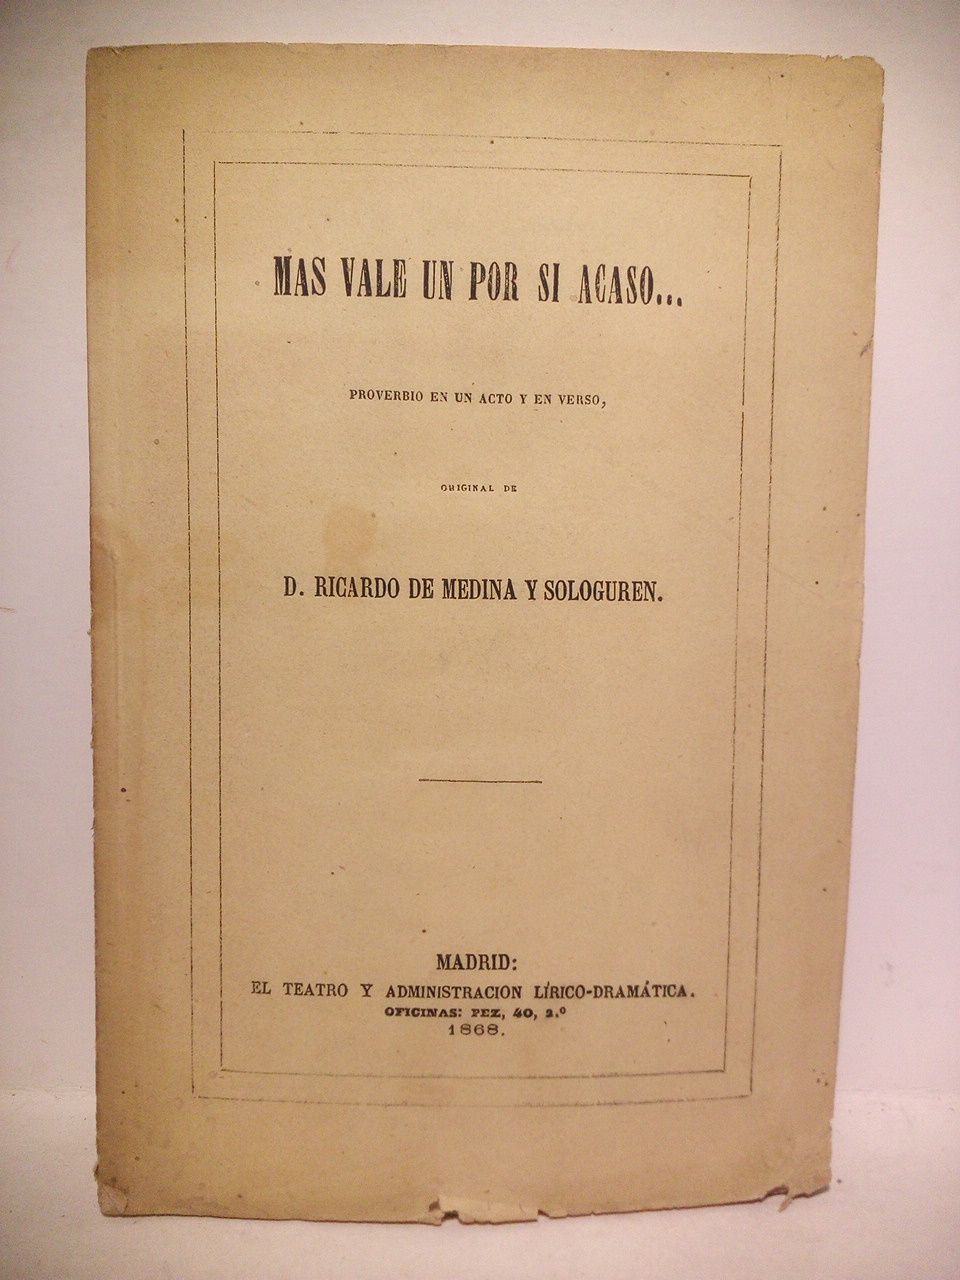 MAS VALE UN POR SI ACASO...
PROVERBIO EN UN ACTO Y EN VERSO,
ORIGINAL DE
D. RICARDO DE MEDINA Y SOLOGUREN.
MADRID:
EL TEATRO Y ADMINISTRACION LÍRICO-DRAMÁTICA.
OFICINAS: PEZ, 40, 2.º
1868.